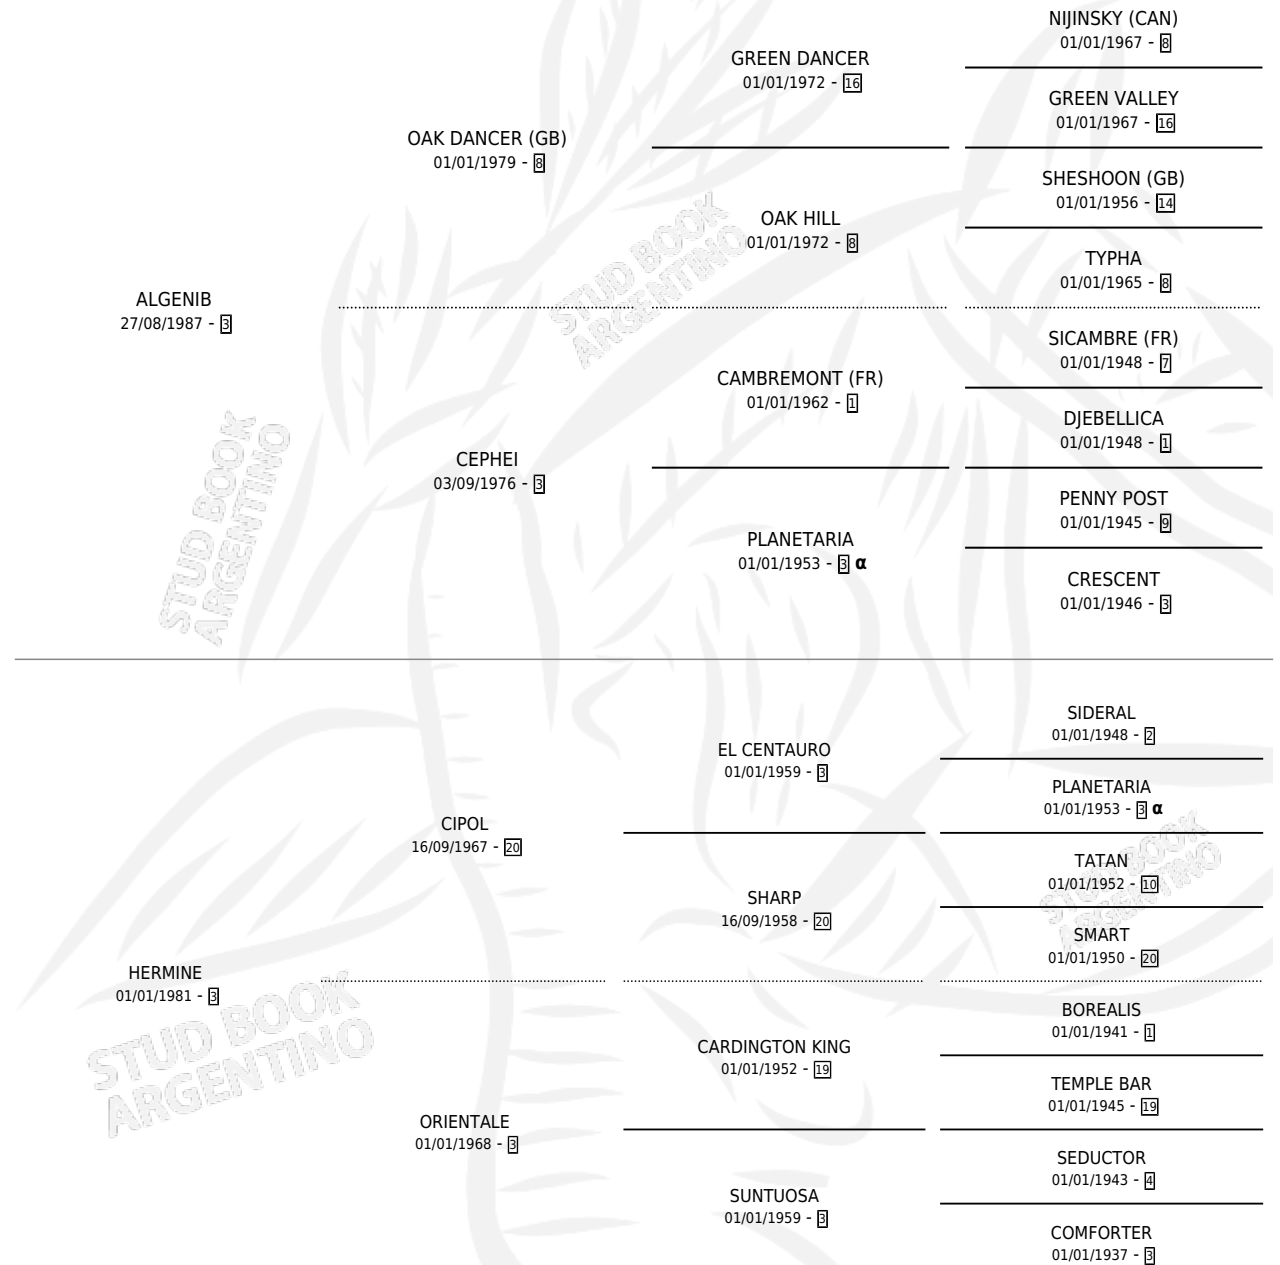 NIJINSKY (CAN)
01/01/1967 - 8
GREEN DANCER
01/01/1972 - 16
GREEN VALLEY
01/01/1967 - 16
OAK DANCER (GB)
01/01/1979 - 8
SHESHOON (GB)
01/01/1956 - 14
OAK HILL
01/01/1972 - 8
TYPHA
01/01/1965 - 8
ALGENIB
27/08/1987 - 3
SICAMBRE (FR)
01/01/1948 - 7
CAMBREMONT (FR)
01/01/1962 - 1
DJEBELLICA
01/01/1948 - 1
CEPHEI
03/09/1976 - 3
PENNY POST
01/01/1945 - 9
PLANETARIA
01/01/1953 - 3 α
CRESCENT
01/01/1946 - 3
STUD BOOK
ARGENTINO
STUD BOOK
ARGENTINO
SIDERAL
01/01/1948 - 2
EL CENTAURO
01/01/1959 - 3
PLANETARIA
01/01/1953 - 3 α
CIPOL
16/09/1967 - 20
TATAN
01/01/1952 - 10
SHARP
16/09/1958 - 20
SMART
01/01/1950 - 20
HERMINE
01/01/1981 - 3
BOREALIS
01/01/1941 - 1
CARDINGTON KING
01/01/1952 - 19
TEMPLE BAR
01/01/1945 - 19
ORIENTALE
01/01/1968 - 3
SEDUCTOR
01/01/1943 - 4
SUNTUOSA
01/01/1959 - 3
COMFORTER
01/01/1937 - 3
STUD BOOK
ARGENTINO
STUD BOOK
ARGENTINO